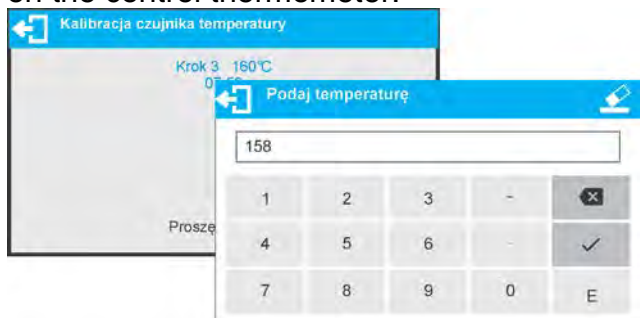 on the control thermometer.
Kalibracja czujnika temperatury
Krok 3 160°C
Podaj temperaturę
158
1 2 3 -
Proszę
4 5 6
7 8 9 0 E